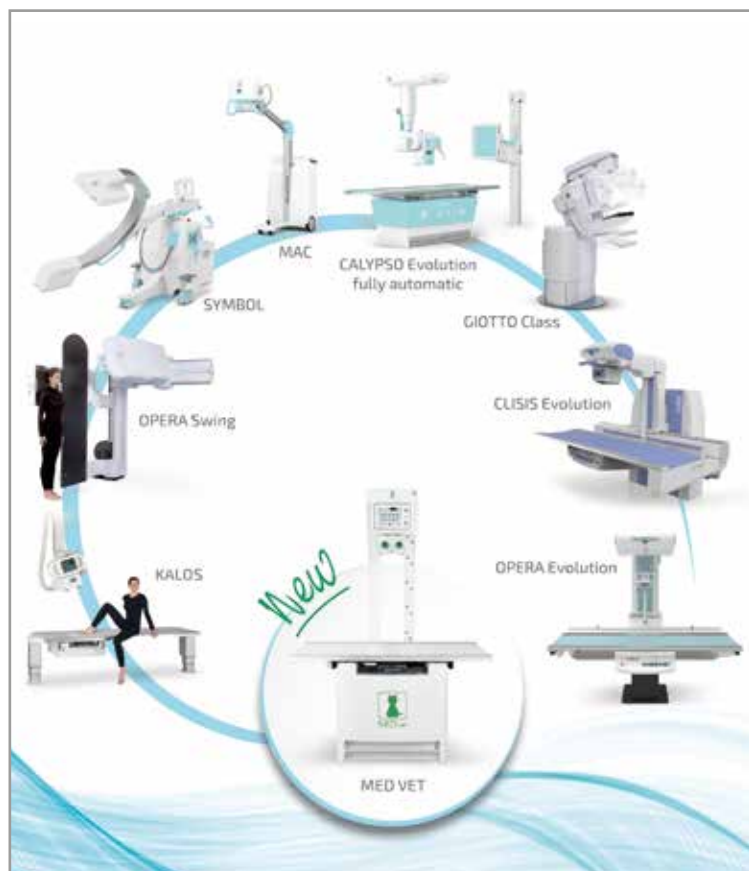 MAC
CALYPSO Evolution
fully automatic
SYMBOL
GIOTTO Class
OPERA Swing
CLISIS Evolution
KALOS
OPERA Evolution
New
MED VET